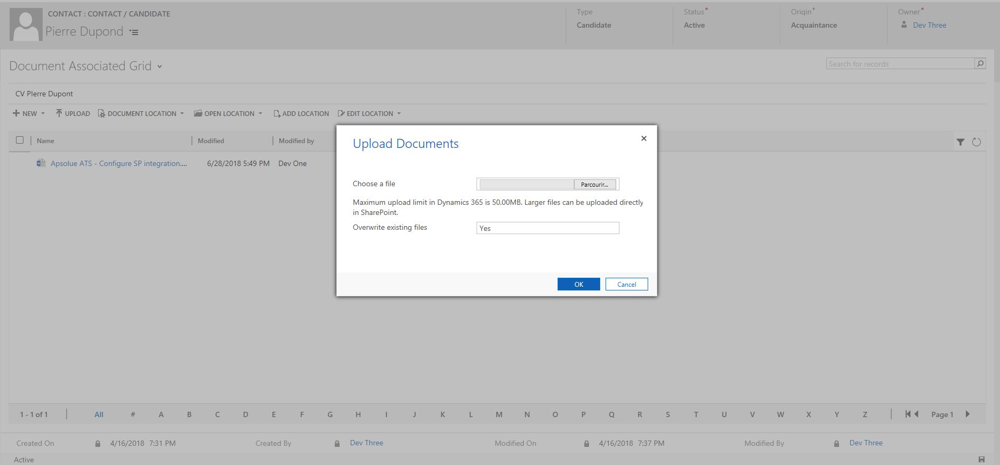 CONTACT : CONTACT / CANDIDATE
Pierre Dupond
Type
Candidate
Status*
Active
Origin+
Acquaintance
Owner*
Dev Three
Document Associated Grid
Search for records
CV PIerre Dupont
NEW
UPLOAD
DOCUMENT LOCATION
OPEN LOCATION
ADD LOCATION
EDIT LOCATION
Name
Modified
Modified by
Apsolue ATS - Configure SP integration....
6/28/2018 5:49 PM
Dev One
Upload Documents
Choose a file
Parcourir...
Maximum upload limit in Dynamics 365 is 50.00MB. Larger files can be uploaded directly
in SharePoint.
Overwrite existing files
Yes
OK
Cancel
1 - 1 of 1
All # A B C D E F G H I J K L M N O P Q R S T U V W X Y Z
Page 1
Created On
4/16/2018 7:31 PM
Created By
Dev Three
Modified On
4/16/2018 7:37 PM
Modified By
Dev Three
Active